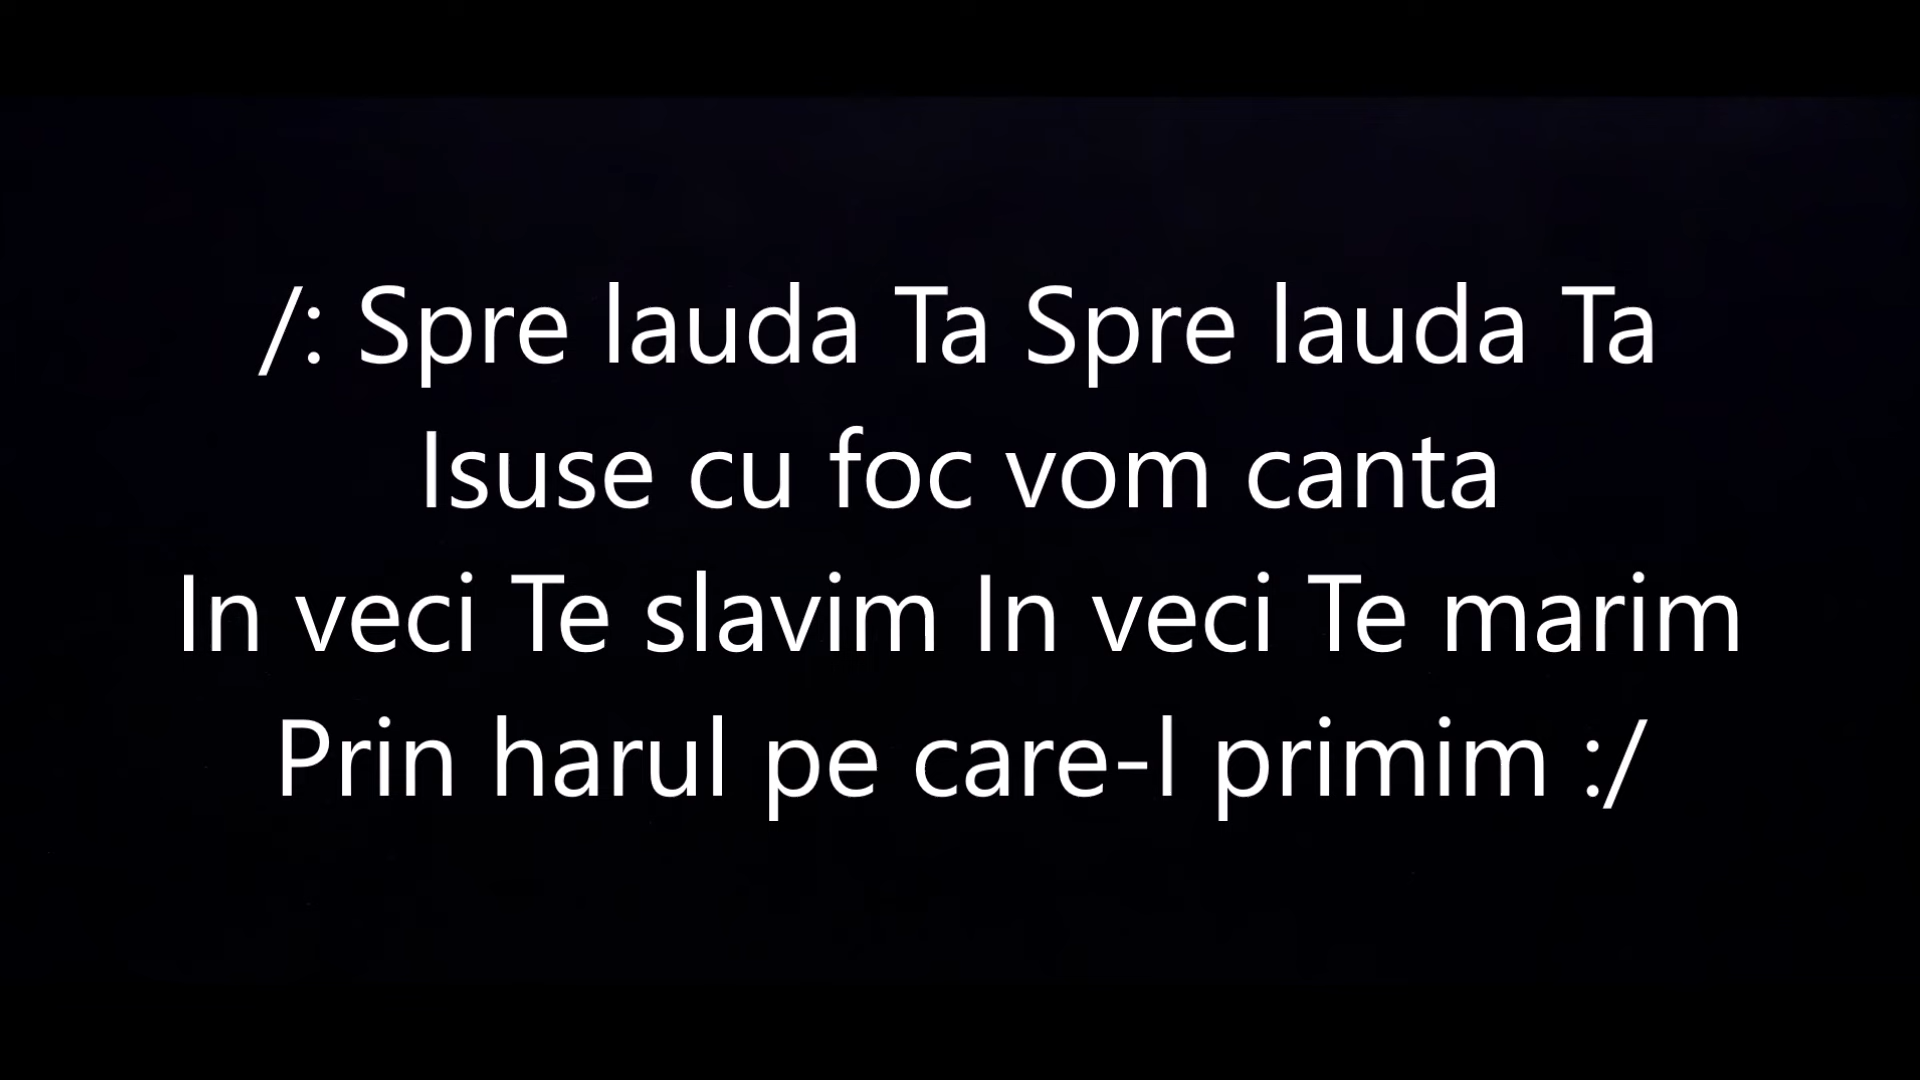 /: Spre lauda Ta Spre lauda Ta
Isuse cu foc vom canta
In veci Te slavim In veci Te marim
Prin harul pe care-l primim :/